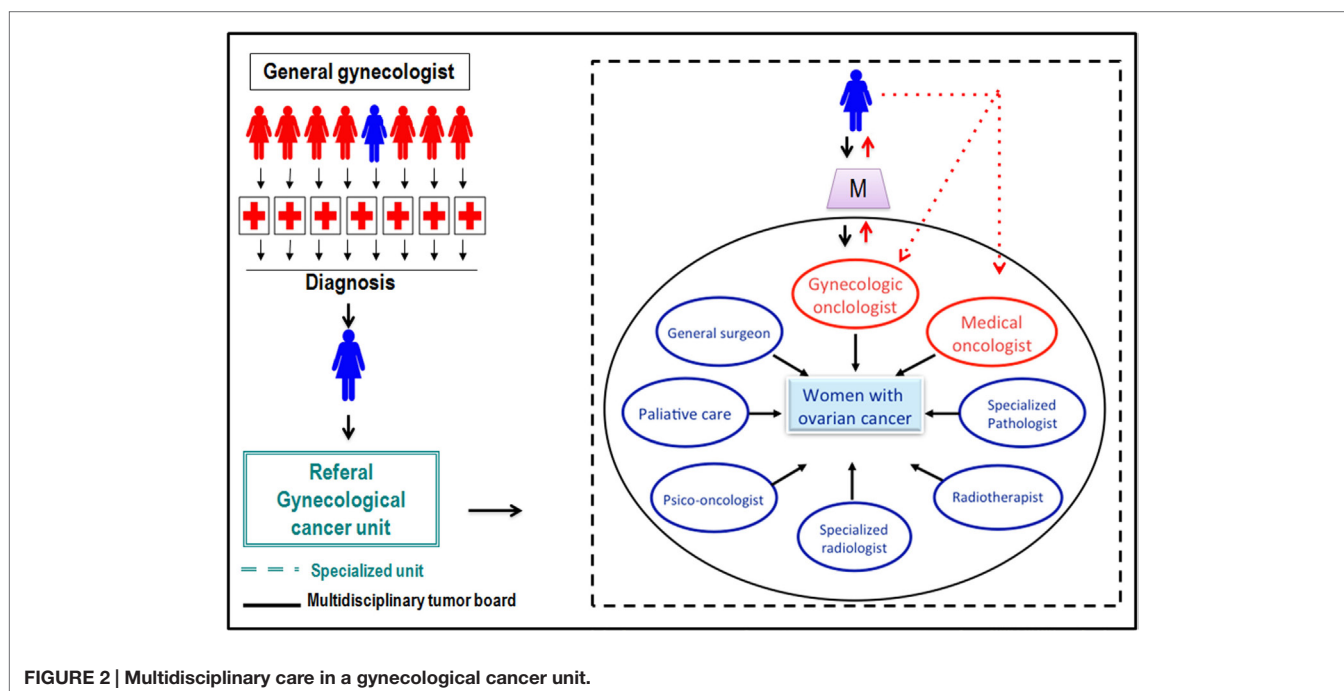 General gynecologist
Diagnosis
Referal
Gynecological
cancer unit
Specialized unit
Multidisciplinary tumor board
M
Gynecologic
onclologist
General surgeon
Medical
oncologist
Women with
ovarian cancer
Paliative care
Specialized
Pathologist
Psico-oncologist
Radiotherapist
Specialized
radiologist
FIGURE 2 | Multidisciplinary care in a gynecological cancer unit.